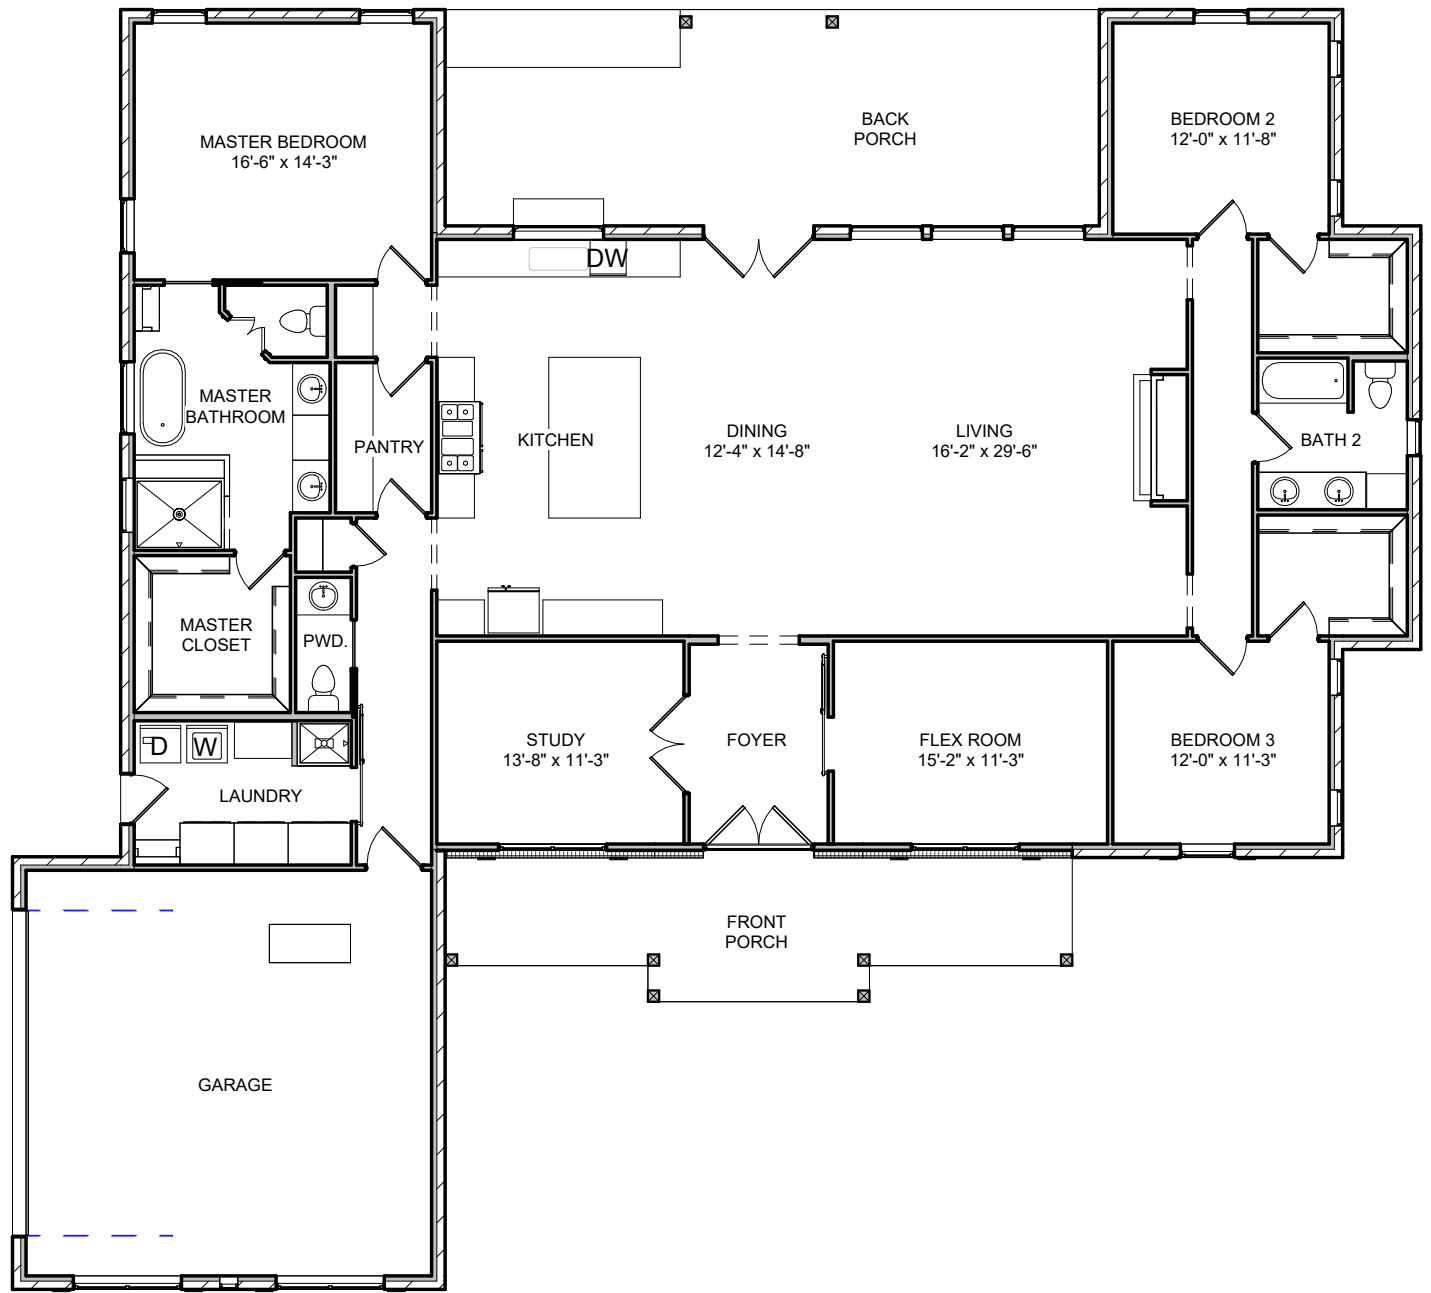 BACK
PORCH
BEDROOM 2
12'-0" x 11'-8"
MASTER BEDROOM
16'-6" x 14'-3"
DW
MASTER
BATHROOM
PANTRY
KITCHEN
DINING
12'-4" x 14'-8"
LIVING
16'-2" x 29'-6"
BATH 2
MASTER
CLOSET
PWD.
D
W
LAUNDRY
STUDY
13'-8" x 11'-3"
FOYER
FLEX ROOM
15'-2" x 11'-3"
BEDROOM 3
12'-0" x 11'-3"
FRONT
PORCH
GARAGE